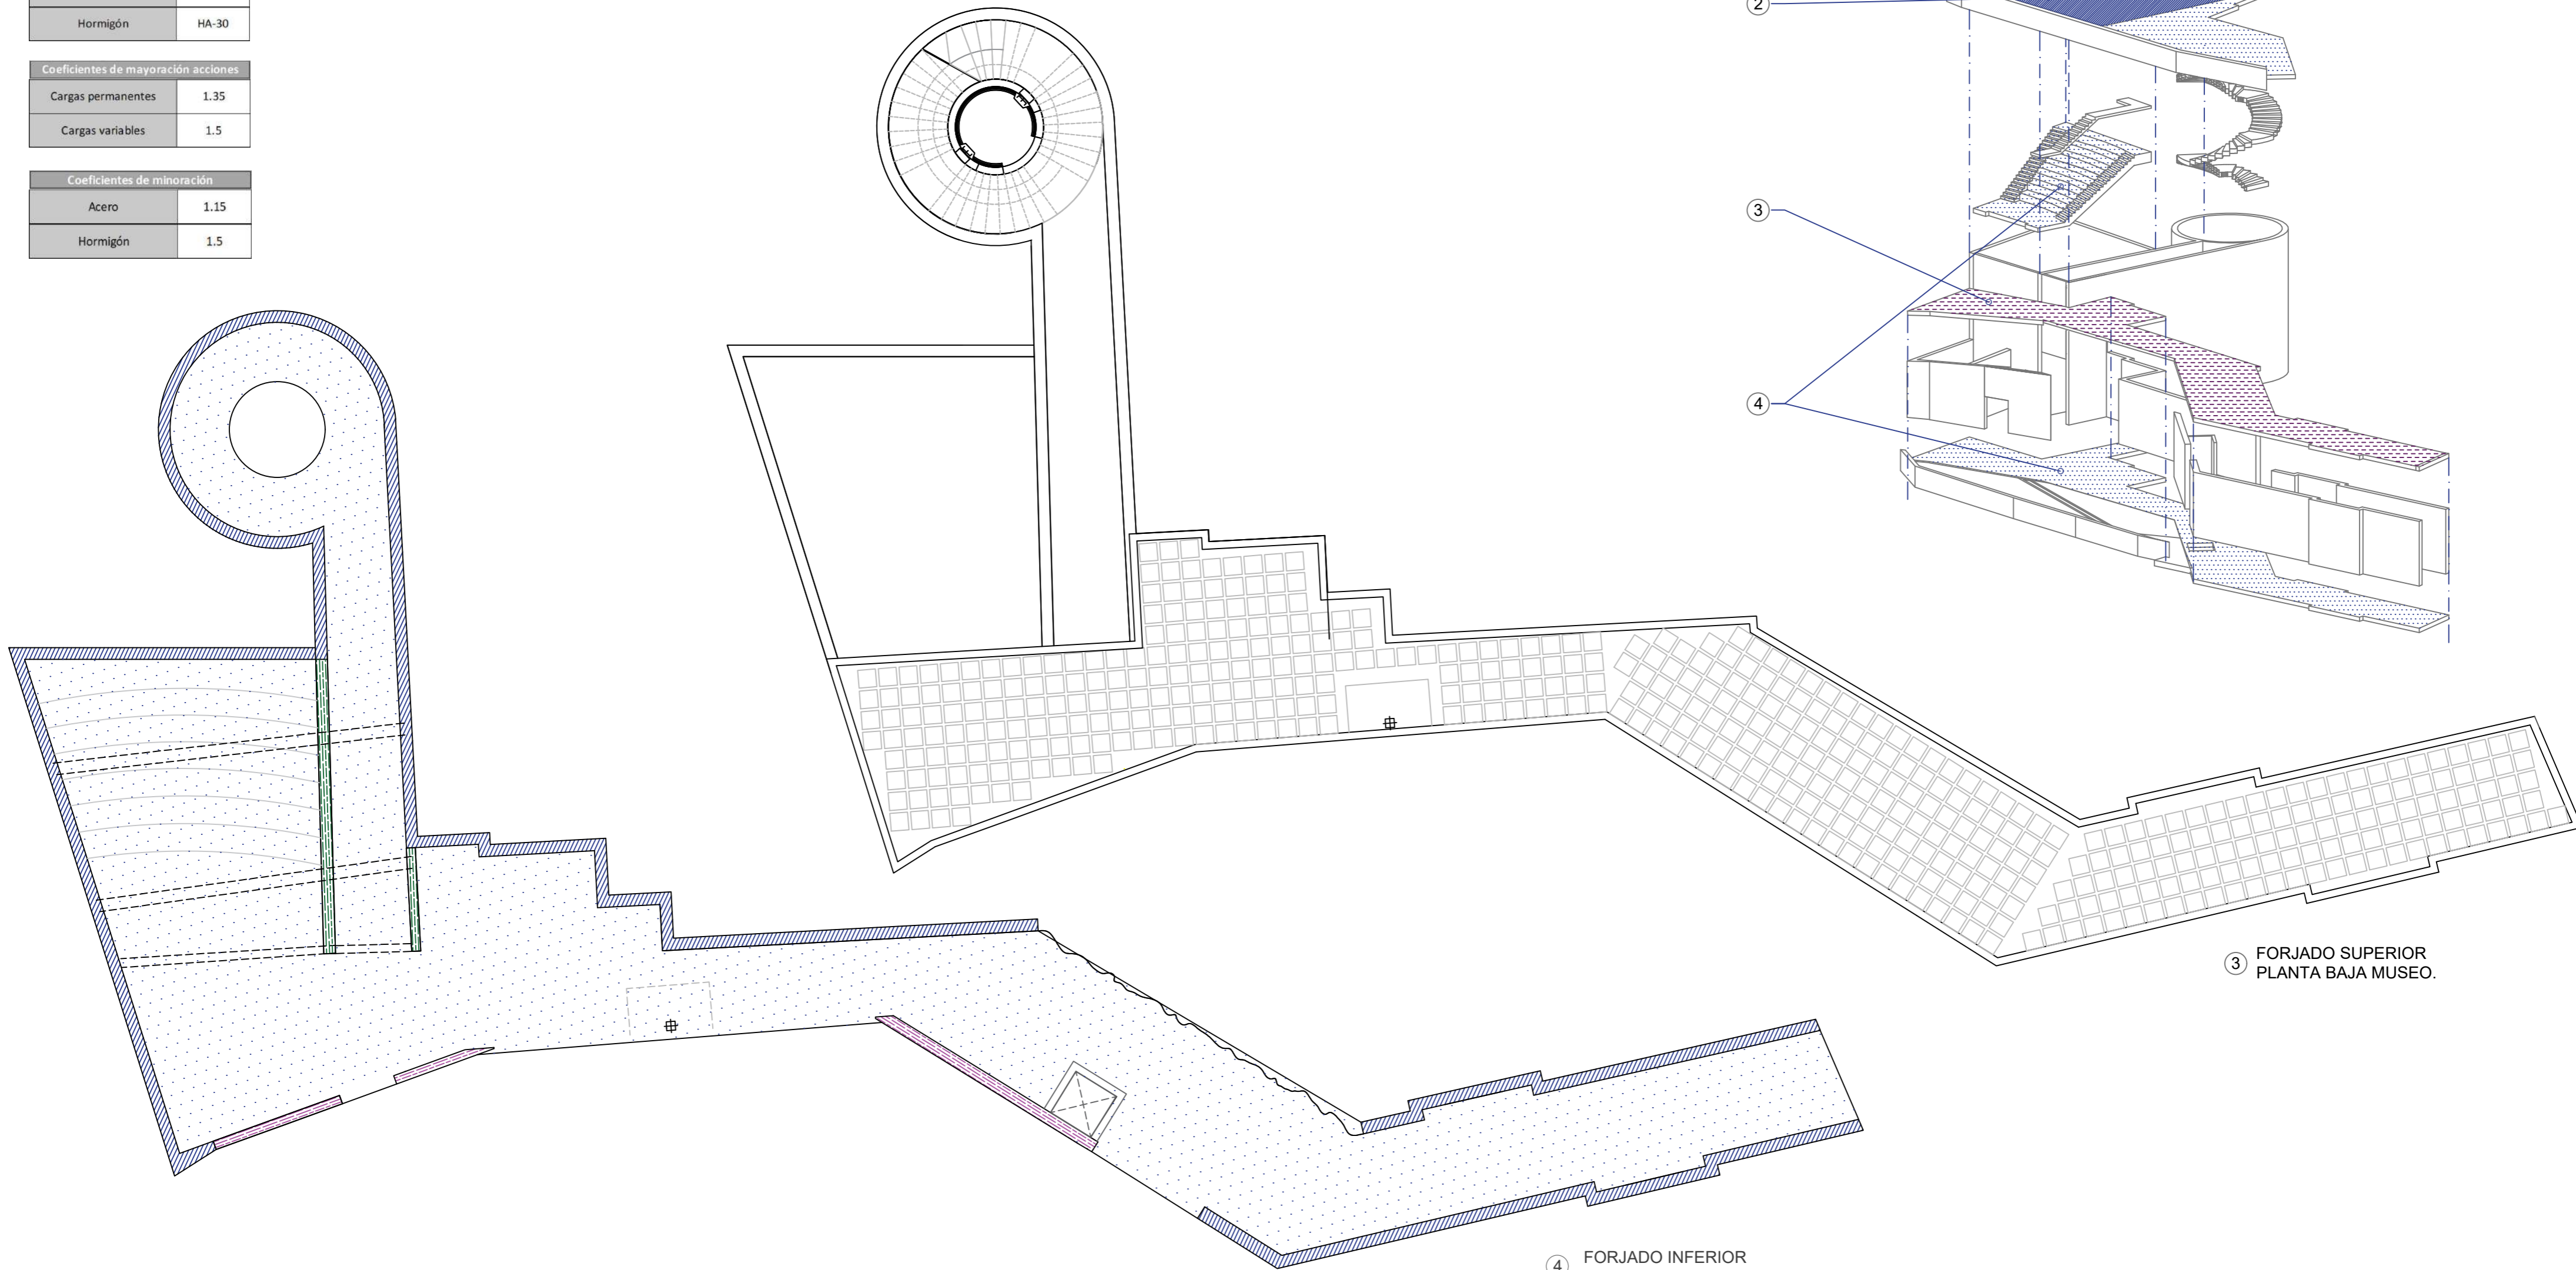 Hormigón HA-30
Coeficientes de mayoración acciones
Cargas permanentes 1.35
Cargas variables 1.5
Coeficientes de minoración
Acero 1.15
Hormigón 1.5
2
3
4
3 FORJADO SUPERIOR
PLANTA BAJA MUSEO.
4 FORJADO INFERIOR